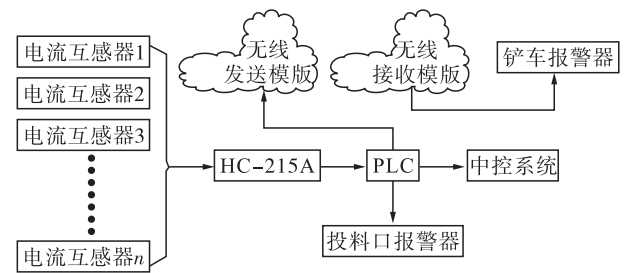 电流互感器1
电流互感器2
电流互感器3
电流互感器n
无线
发送模版
无线
接收模版
铲车报警器
HC-215A
PLC
中控系统
投料口报警器